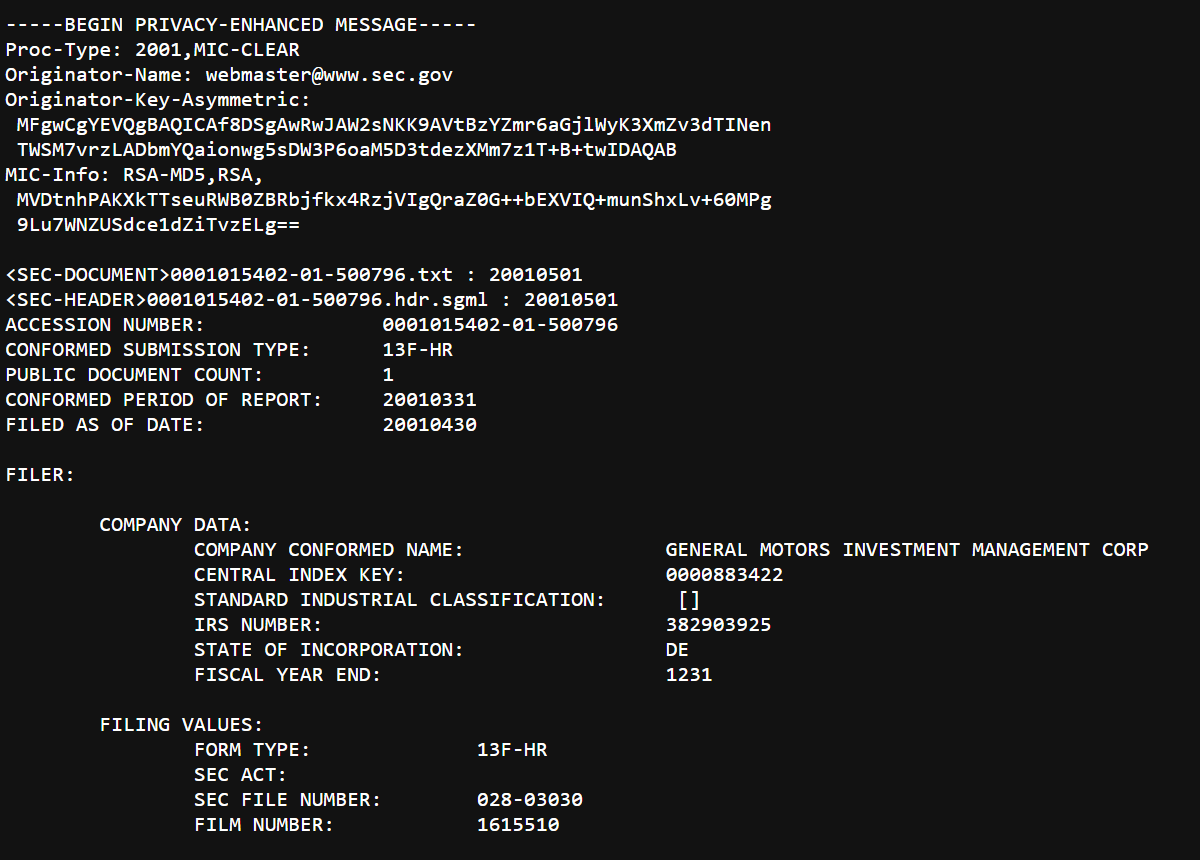 -----BEGIN PRIVACY-ENHANCED MESSAGE-----
Proc-Type: 2001,MIC-CLEAR
Originator-Name: webmaster@www.sec.gov
Originator-Key-Asymmetric:
MFgwCgYEVQgBAQICAf8DSgAwRwJAW2sNKK9AVtBzYZmr6aGjlWyK3XmZv3dTINen
TWSM7vrzLADbmYQaionwg5sDW3P6oaM5D3tdezXMm7z1T+B+twIDAQAB
MIC-Info: RSA-MD5,RSA,
MVDtnhPAKXkTTseuRWB0ZBRbjfkx4RzjVIgQraZ0G++bEXVIQ+munShxLv+60MPg
9Lu7WNZUSdce1dZiTvzELg==
<SEC-DOCUMENT>0001015402-01-500796.txt : 20010501
<SEC-HEADER>0001015402-01-500796.hdr.sgml : 20010501
ACCESSION NUMBER: 0001015402-01-500796
CONFORMED SUBMISSION TYPE: 13F-HR
PUBLIC DOCUMENT COUNT: 1
CONFORMED PERIOD OF REPORT: 20010331
FILED AS OF DATE: 20010430
FILER:
COMPANY DATA:
COMPANY CONFORMED NAME: GENERAL MOTORS INVESTMENT MANAGEMENT CORP
CENTRAL INDEX KEY: 0000883422
STANDARD INDUSTRIAL CLASSIFICATION: []
IRS NUMBER: 382903925
STATE OF INCORPORATION: DE
FISCAL YEAR END: 1231
FILING VALUES:
FORM TYPE: 13F-HR
SEC ACT:
SEC FILE NUMBER: 028-03030
FILM NUMBER: 1615510